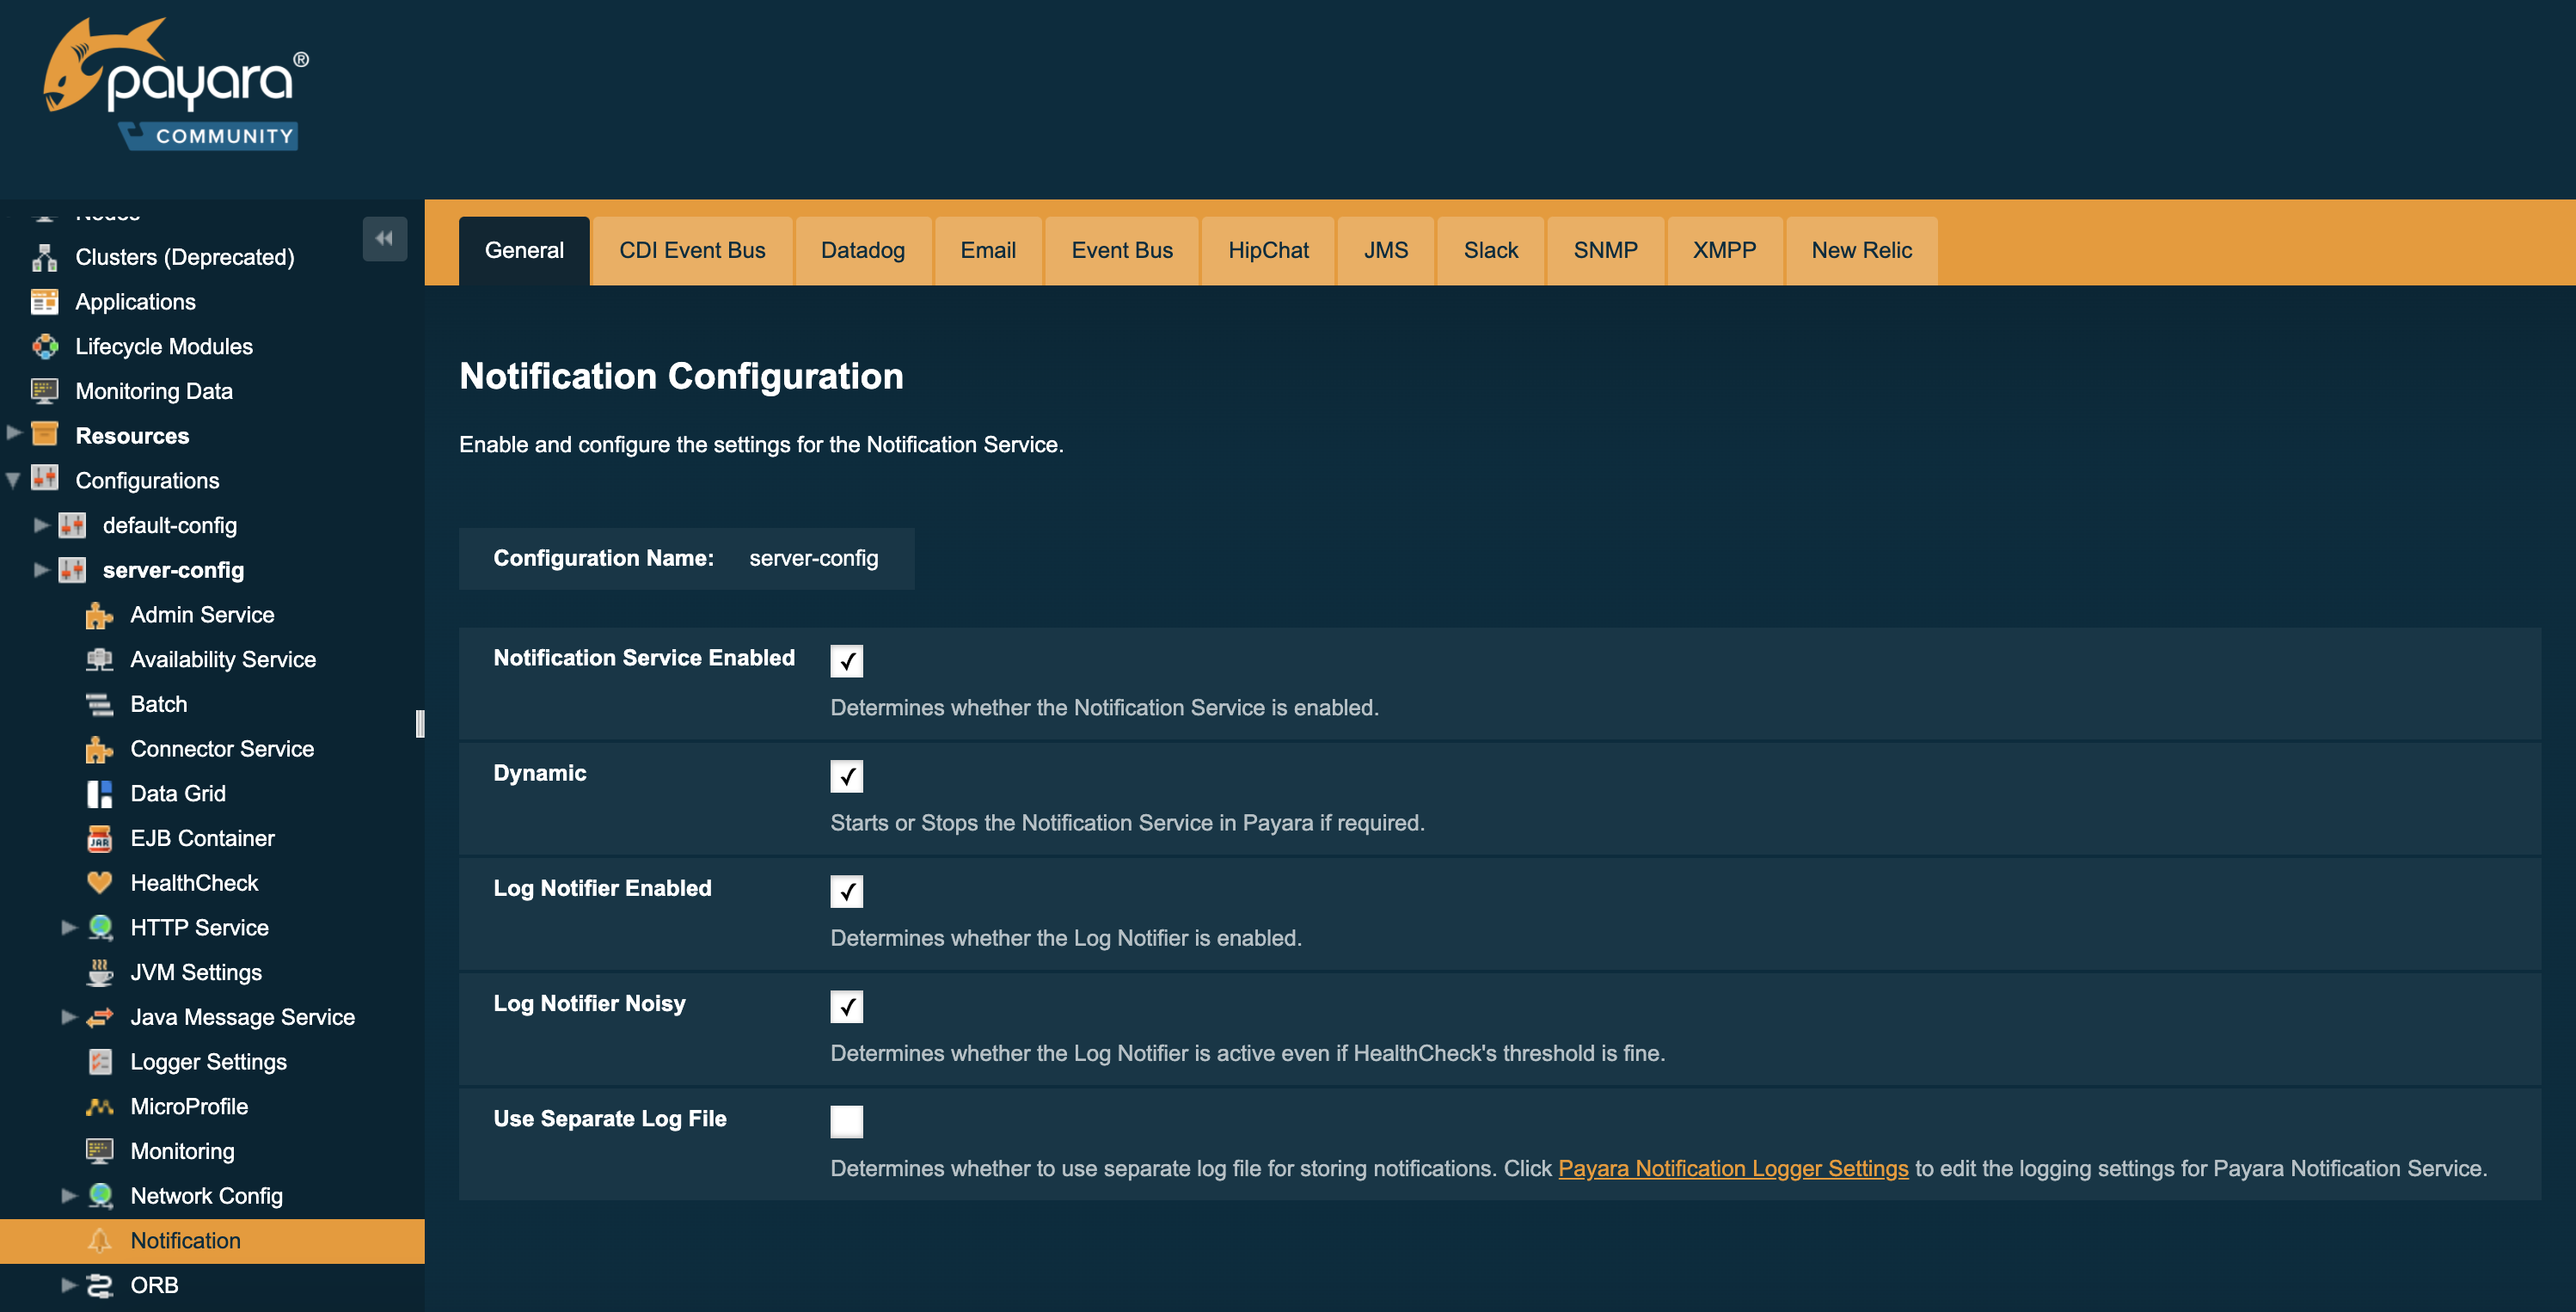 payara®
COMMUNITY
Clusters (Deprecated)
Applications
Lifecycle Modules
Monitoring Data
Resources
Configurations
default-config
server-config
Admin Service
Availability Service
Batch
Connector Service
Data Grid
EJB Container
HealthCheck
HTTP Service
JVM Settings
Java Message Service
Logger Settings
MicroProfile
Monitoring
Network Config
Notification
ORB
General CDI Event Bus Datadog Email Event Bus HipChat JMS Slack SNMP XMPP New Relic
Notification Configuration
Enable and configure the settings for the Notification Service.
Configuration Name: server-config
Notification Service Enabled
Determines whether the Notification Service is enabled.
Dynamic
Starts or Stops the Notification Service in Payara if required.
Log Notifier Enabled
Determines whether the Log Notifier is enabled.
Log Notifier Noisy
Determines whether the Log Notifier is active even if HealthCheck's threshold is fine.
Use Separate Log File
Determines whether to use separate log file for storing notifications. Click Payara Notification Logger Settings to edit the logging settings for Payara Notification Service.